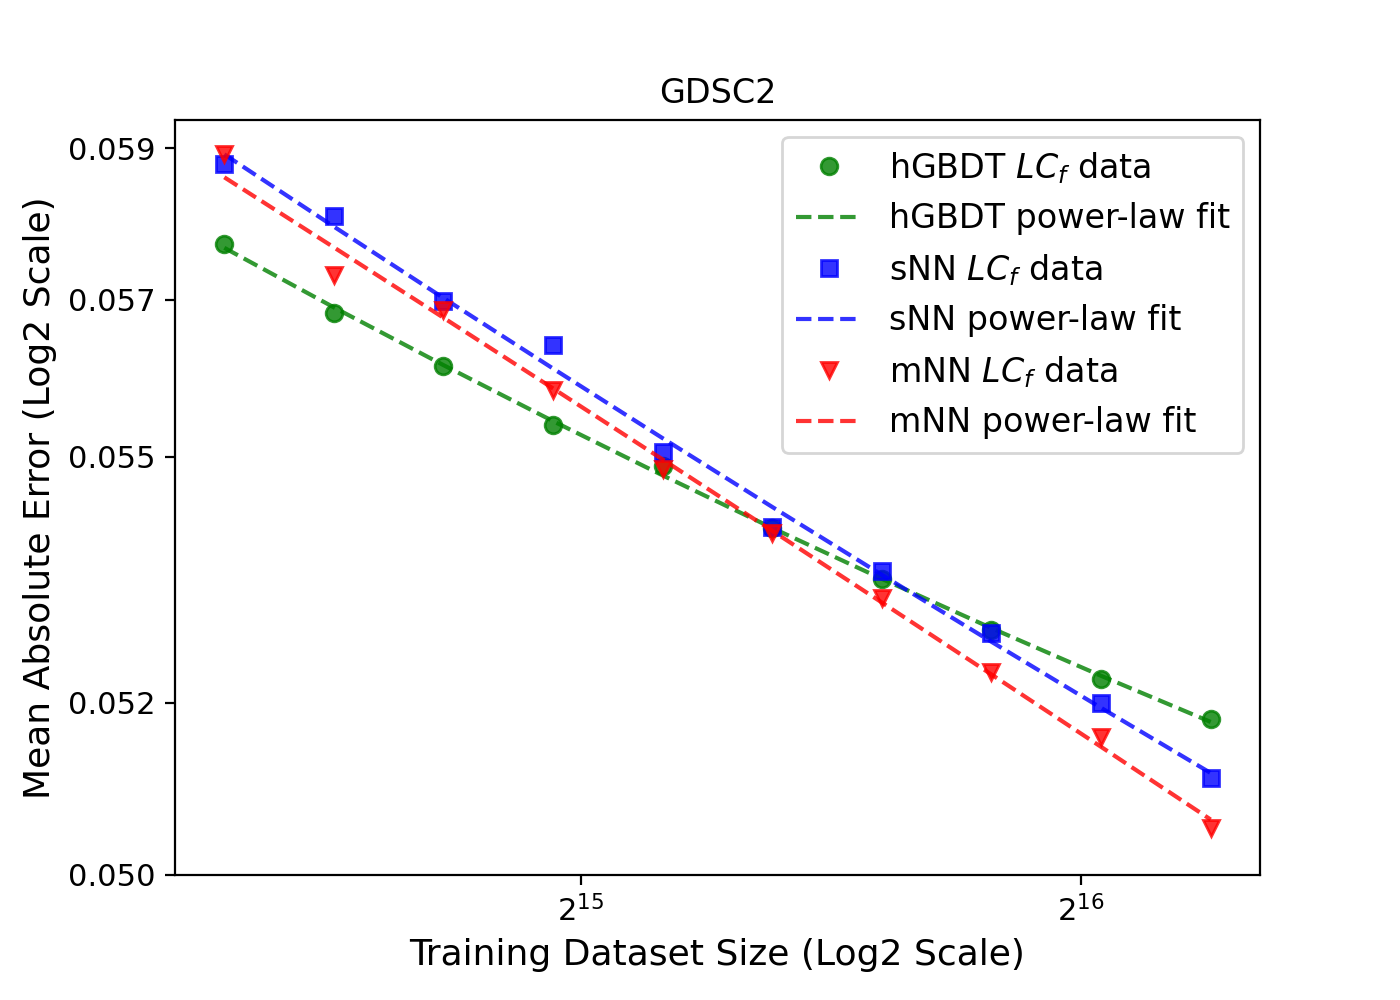 GDSC2
Mean Absolute Error (Log2 Scale)
0.059
0.057
0.055
0.052
0.050
hGBDT LC_f data
hGBDT power-law fit
sNN LC_f data
sNN power-law fit
mNN LC_f data
mNN power-law fit
2^15
2^16
Training Dataset Size (Log2 Scale)